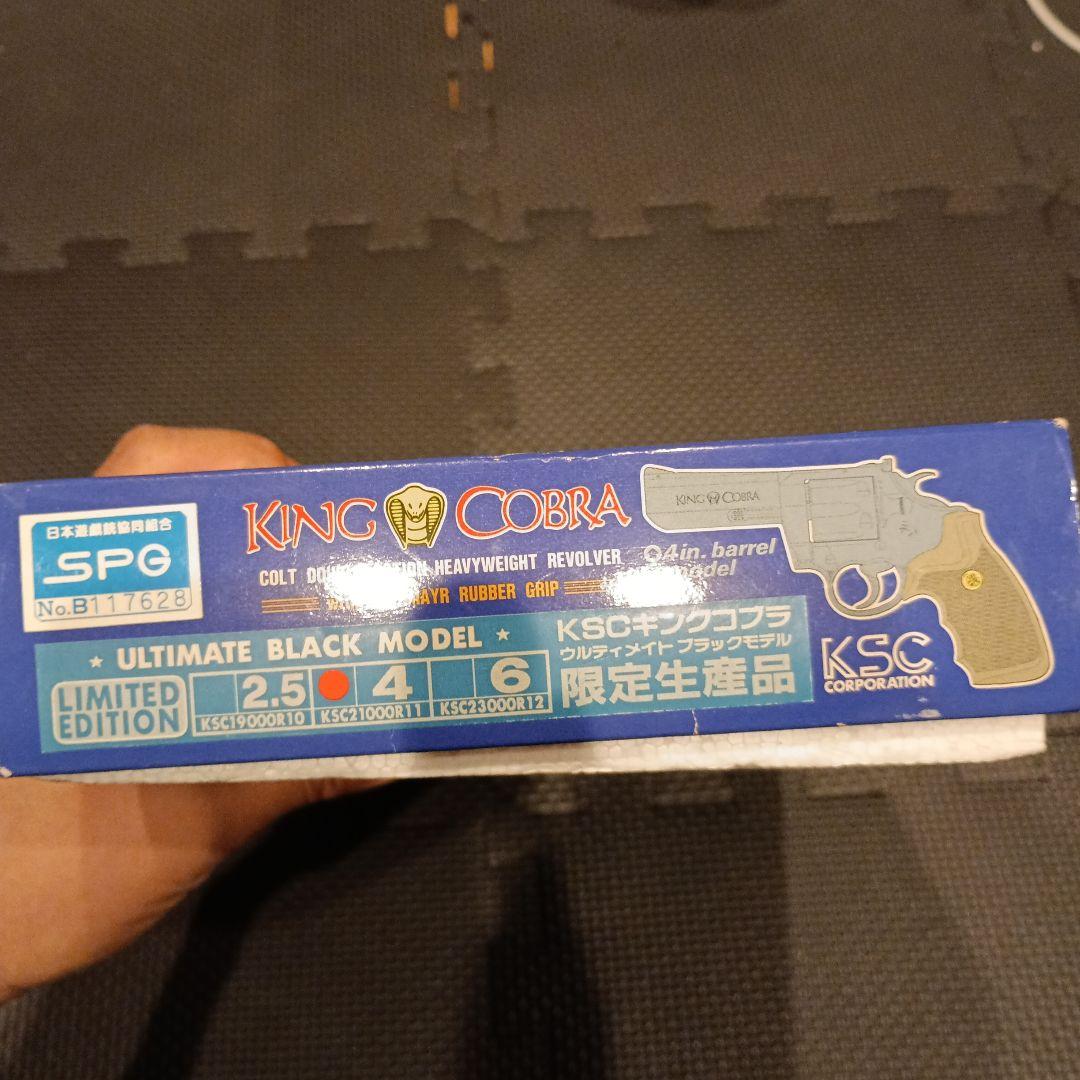 日本遊戯銃協同組合
SPG
No.B117628
KING COBRA
COLT HEAVYWEIGHT REVOLVER
RUBBER GRIP
4in. barrel
★ ULTIMATE BLACK MODEL ★
LIMITED
EDITION
2.5 4 6
KSC19000R10 KSC21000R11 KSC23000R12
KSCキングコブラ
ウルティメイト ブラックモデル
限定生産品
KING COBRA
KSC
CORPORATION